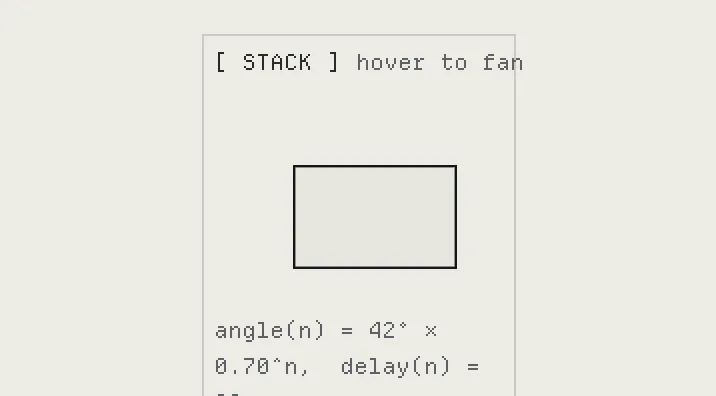 [ STACK ] hover to fan
angle(n) = 42° ×
0.70^n,  delay(n) =